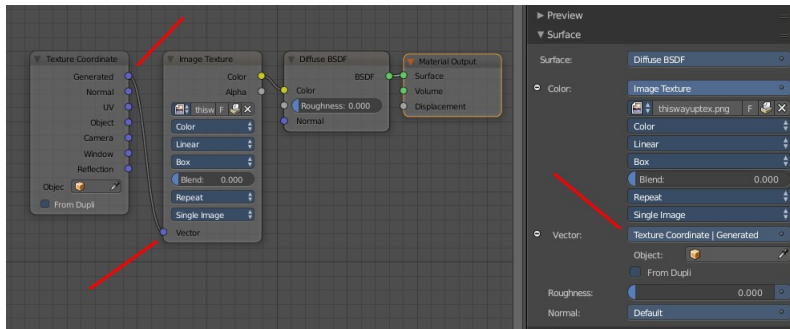 Texture Coordinate
Generated
Normal
UV
Object
Camera
Window
Reflection
Objec
From Dupli
Image Texture
Color
Alpha
thisw F
Color
Linear
Box
Blend: 0.000
Repeat
Single Image
Vector
Diffuse BSDF
BSDF
Color
Roughness: 0.000
Normal
Material Output
Surface
Volume
Displacement
Preview
Surface
Surface: Diffuse BSDF
Color: Image Texture
thiswayuptex.png F
Color
Linear
Box
Blend: 0.000
Repeat
Single Image
Vector: Texture Coordinate | Generated
Object:
From Dupli
Roughness: 0.000
Normal: Default